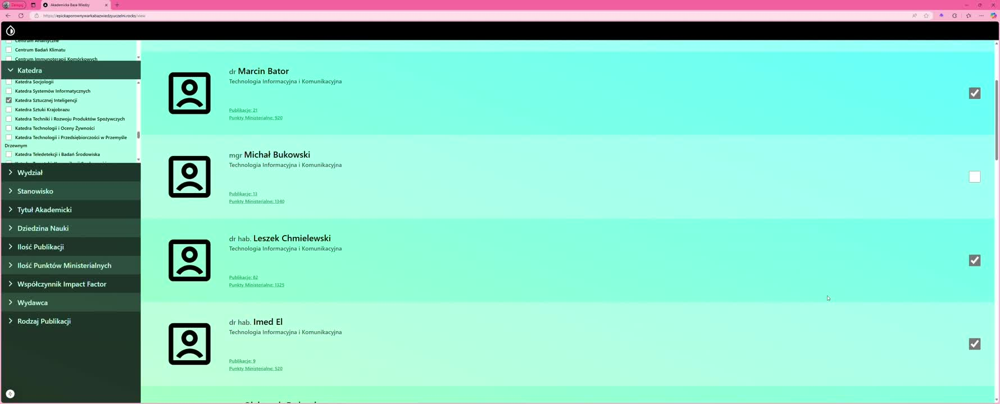 Zaloguj
Akademicka Baza Wiedzy
https://epickaporownywarkabazwiedzyuczelni.rocks/view
Centrum Analityczne
Centrum Badań Klimatu
Centrum Immunoterapii Komórkowych
Katedra
Katedra Socjologii
Katedra Systemów Informatycznych
Katedra Sztucznej Inteligencji
Katedra Sztuki Krajobrazu
Katedra Techniki i Rozwoju Produktów Spożywczych
Katedra Technologii i Oceny Żywności
Katedra Technologii i Przedsiębiorczości w Przemyśle
Drzewnym
Katedra Teledetekcji i Badań Środowiska
Wydział
Stanowisko
Tytuł Akademicki
Dziedzina Nauki
Ilość Publikacji
Ilość Punktów Ministerialnych
Współczynnik Impact Factor
Wydawca
Rodzaj Publikacji
dr Marcin Bator
Technologia Informacyjna i Komunikacyjna
Publikacje: 21
Punkty Ministerialne: 920
mgr Michał Bukowski
Technologia Informacyjna i Komunikacyjna
Publikacje: 13
Punkty Ministerialne: 1340
dr hab. Leszek Chmielewski
Technologia Informacyjna i Komunikacyjna
Publikacje: 82
Punkty Ministerialne: 1325
dr hab. Imed El
Technologia Informacyjna i Komunikacyjna
Publikacje: 9
Punkty Ministerialne: 520